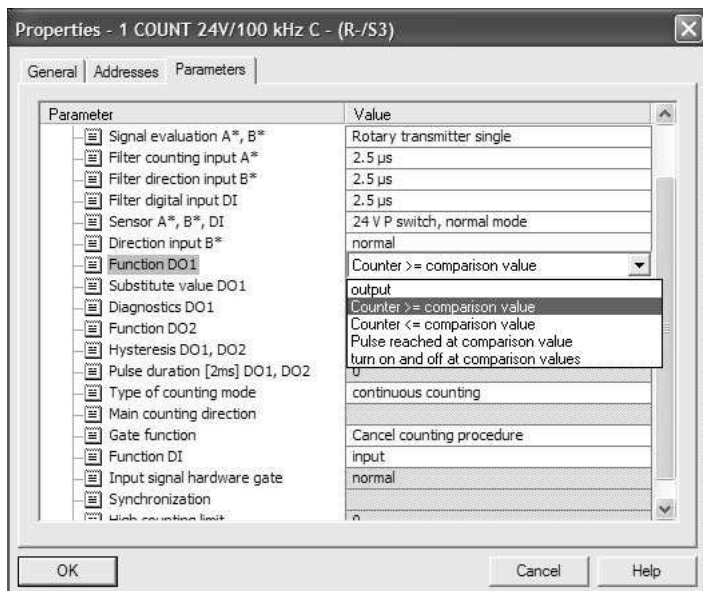 Properties - 1 COUNT 24V/100 kHz C - (R-/S3)
General Addresses Parameters
Parameter Value
Signal evaluation A*, B* Rotary transmitter single
Filter counting input A* 2.5 µs
Filter direction input B* 2.5 µs
Filter digital input DI 2.5 µs
Sensor A*, B*, DI 24 V P switch, normal mode
Direction input B* normal
Function DO1 Counter >= comparison value
Substitute value DO1 output
Diagnostics DO1 Counter >= comparison value
Function DO2 Counter <= comparison value
Hysteresis DO1, DO2 Pulse reached at comparison value
turn on and off at comparison values
Pulse duration [2ms] DO1, DO2 0
Type of counting mode continuous counting
Main counting direction
Gate function Cancel counting procedure
Function DI input
Input signal hardware gate normal
Synchronization
High counting limit 0
OK Cancel Help